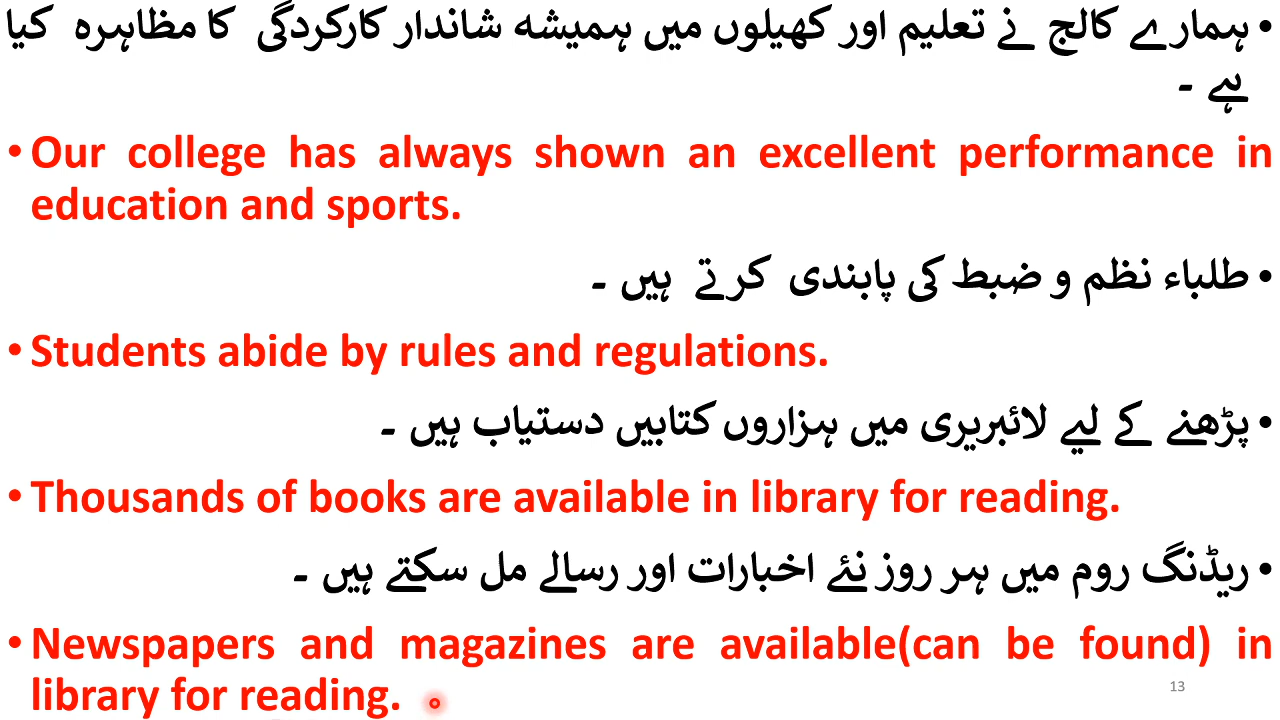 • ہمارے کالج نے تعلیم اور کھیلوں میں ہمیشہ شاندار کارکردگی کا مظاہرہ کیا
ہے ۔
• Our college has always shown an excellent performance in
education and sports.
• طلباء نظم و ضبط کی پابندی کرتے ہیں ۔
• Students abide by rules and regulations.
• پڑھنے کے لیے لائبریری میں ہزاروں کتابیں دستیاب ہیں ۔
• Thousands of books are available in library for reading.
• ریڈنگ روم میں ہر روز نئے اخبارات اور رسالے مل سکتے ہیں ۔
• Newspapers and magazines are available(can be found) in
library for reading.
13